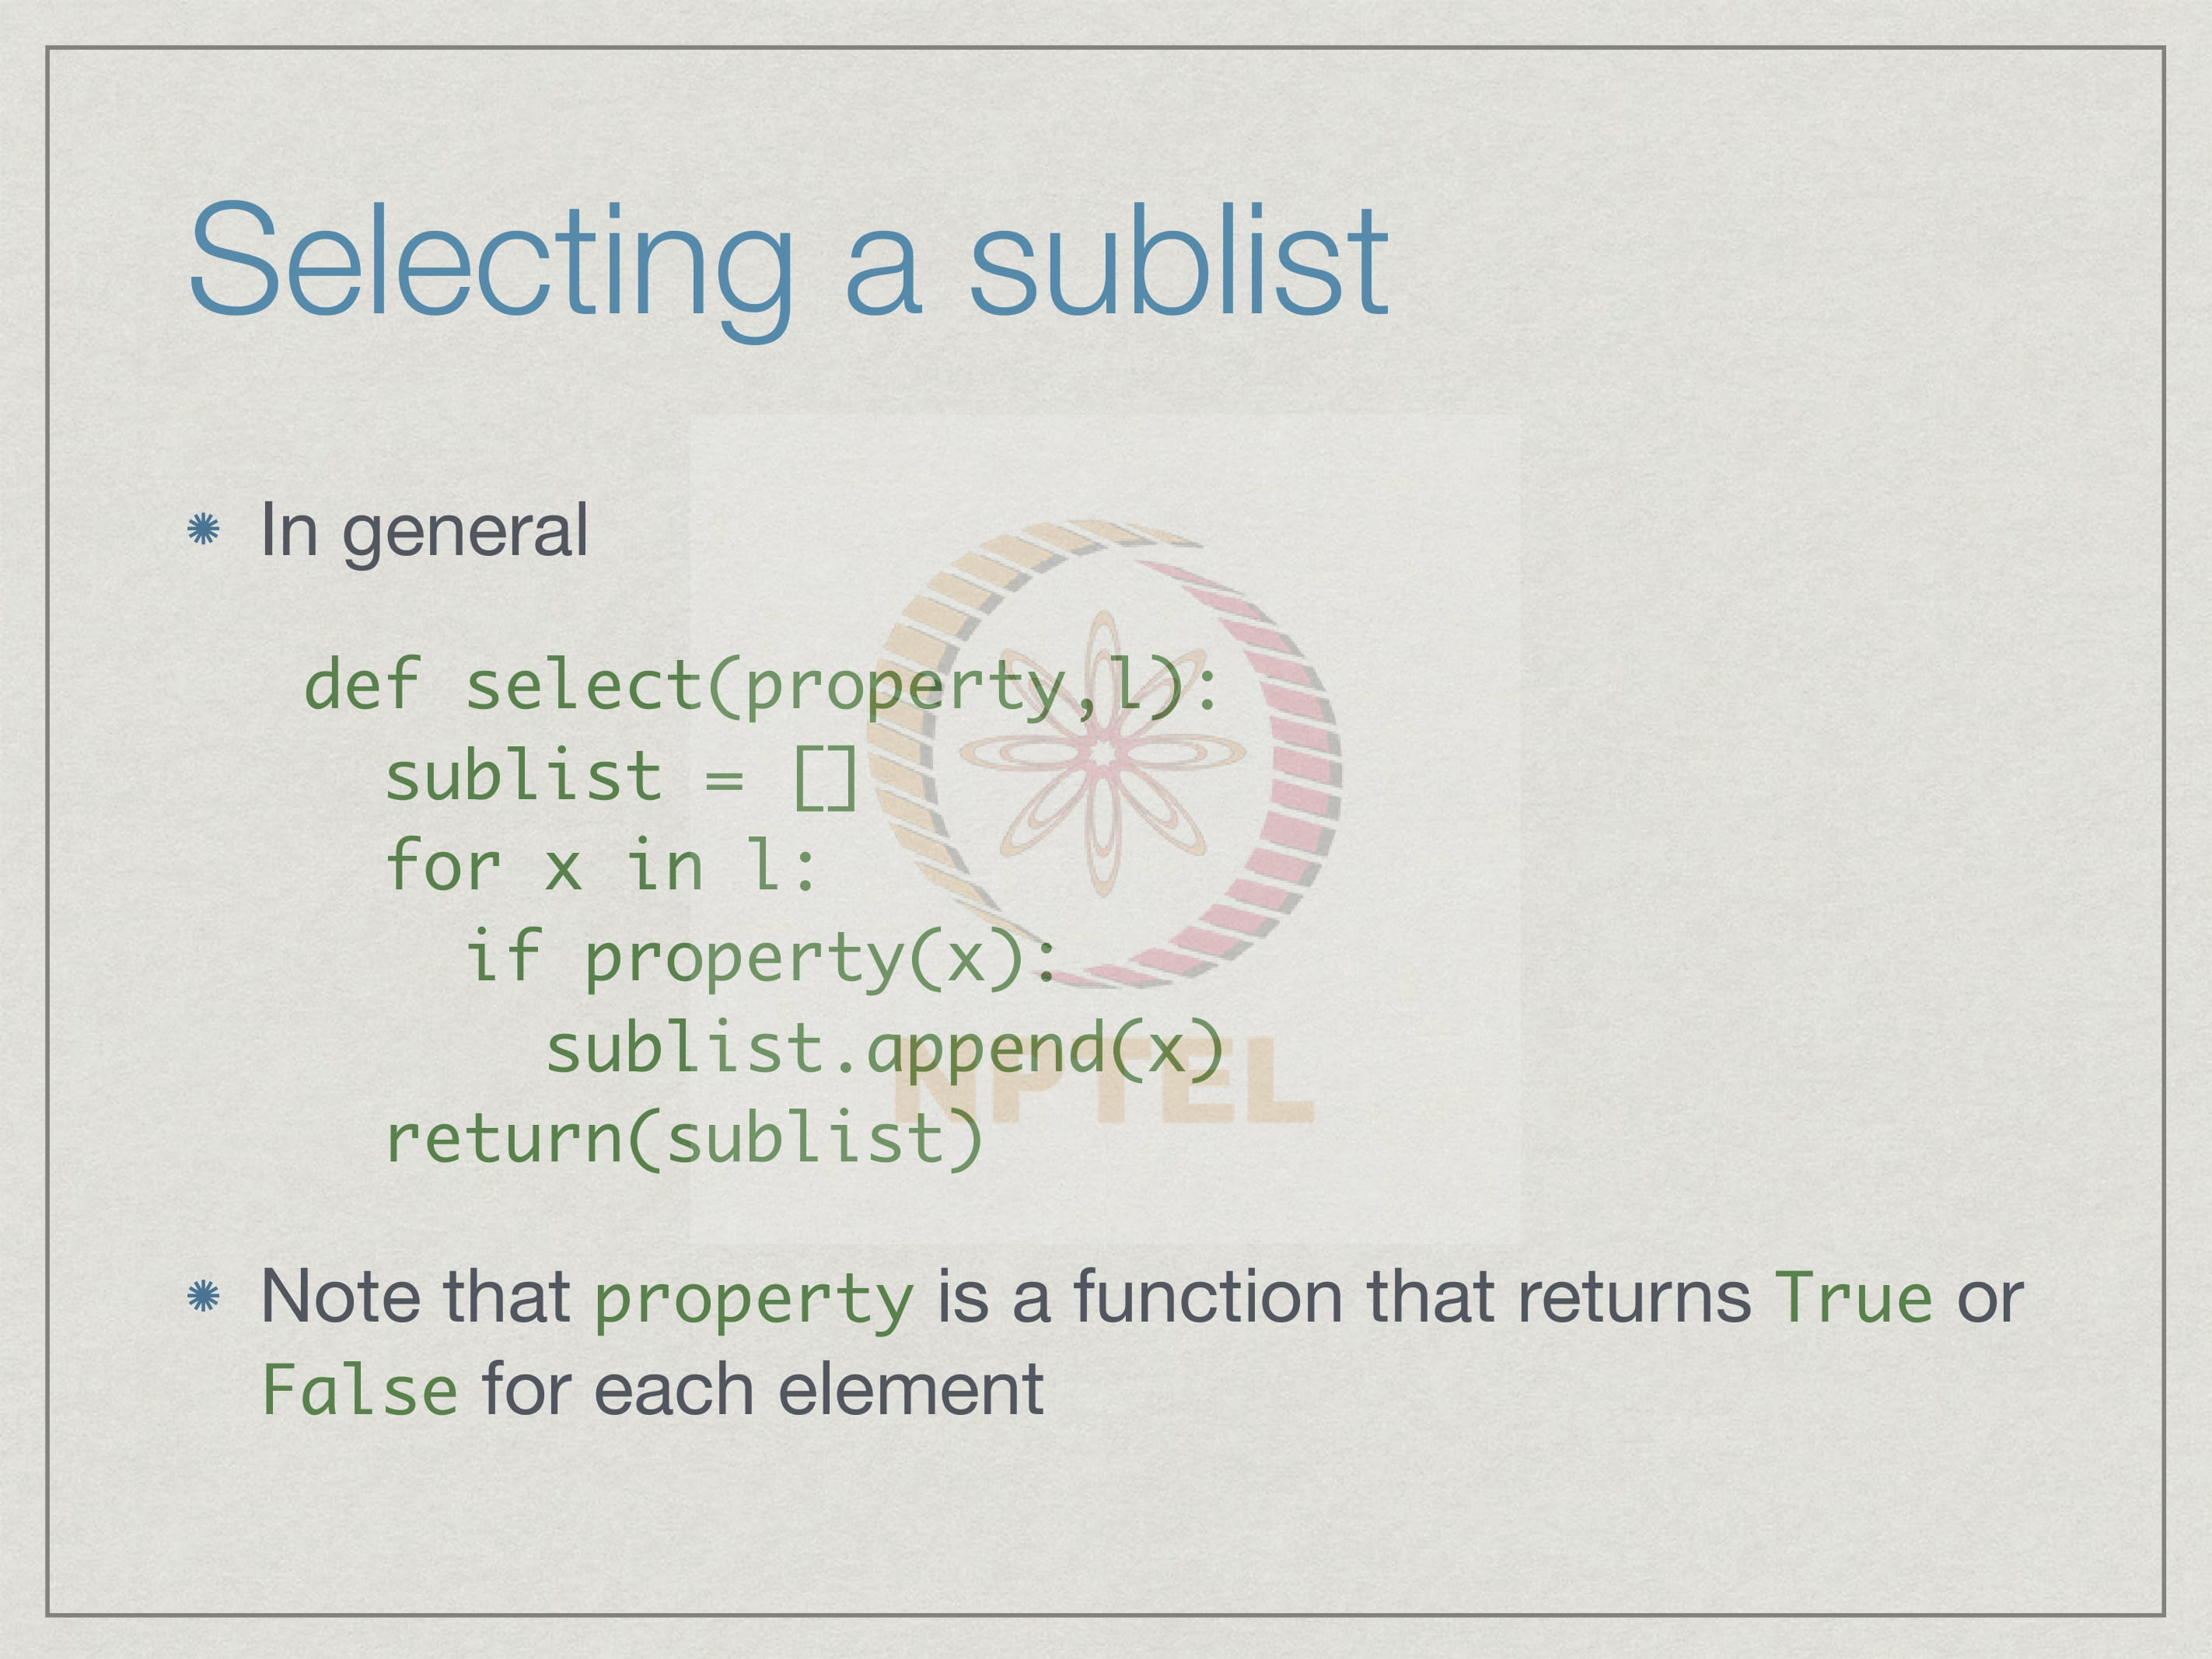 Selecting a sublist
In general
def select(property,l):
  sublist = []
  for x in l:
    if property(x):
      sublist.append(x)
  return(sublist)
NPTEL
Note that property is a function that returns True or
False for each element